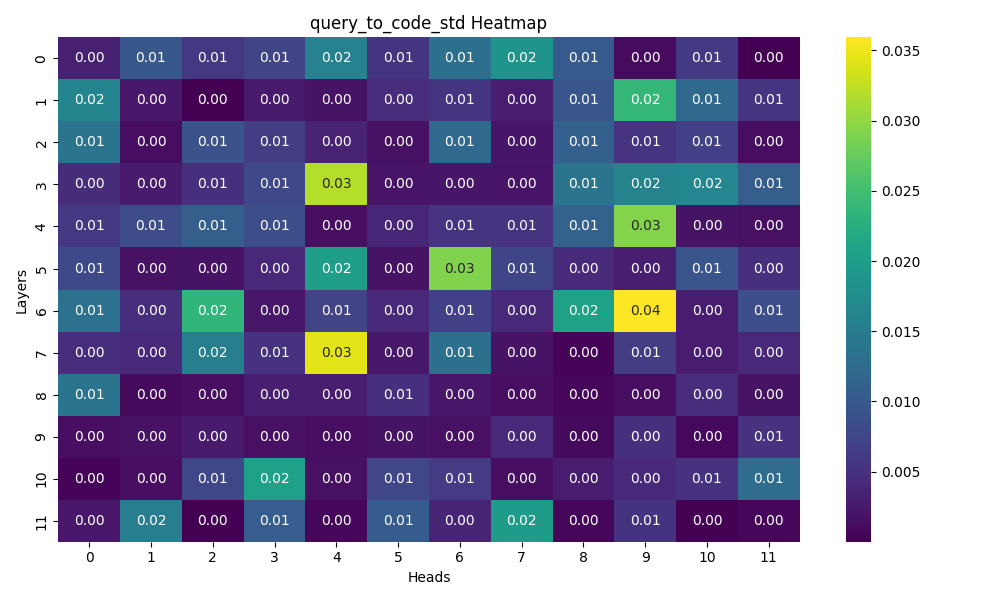 query_to_code_std Heatmap
0 0.00 0.01 0.01 0.01 0.02 0.01 0.01 0.02 0.01 0.00 0.01 0.00
1 0.02 0.00 0.00 0.00 0.00 0.00 0.01 0.00 0.01 0.02 0.01 0.01
2 0.01 0.00 0.01 0.01 0.00 0.00 0.01 0.00 0.01 0.01 0.01 0.00
3 0.00 0.00 0.01 0.01 0.03 0.00 0.00 0.00 0.01 0.02 0.02 0.01
4 0.01 0.01 0.01 0.01 0.00 0.00 0.01 0.01 0.01 0.03 0.00 0.00
5 0.01 0.00 0.00 0.00 0.02 0.00 0.03 0.01 0.00 0.00 0.01 0.00
6 0.01 0.00 0.02 0.00 0.01 0.00 0.01 0.00 0.02 0.04 0.00 0.01
7 0.00 0.00 0.02 0.01 0.03 0.00 0.01 0.00 0.00 0.01 0.00 0.00
8 0.01 0.00 0.00 0.00 0.00 0.01 0.00 0.00 0.00 0.00 0.00 0.00
9 0.00 0.00 0.00 0.00 0.00 0.00 0.00 0.00 0.00 0.00 0.00 0.01
10 0.00 0.00 0.01 0.02 0.00 0.01 0.01 0.00 0.00 0.00 0.01 0.01
11 0.00 0.02 0.00 0.01 0.00 0.01 0.00 0.02 0.00 0.01 0.00 0.00
0 1 2 3 4 5 6 7 8 9 10 11
Heads
Layers
0.035
0.030
0.025
0.020
0.015
0.010
0.005